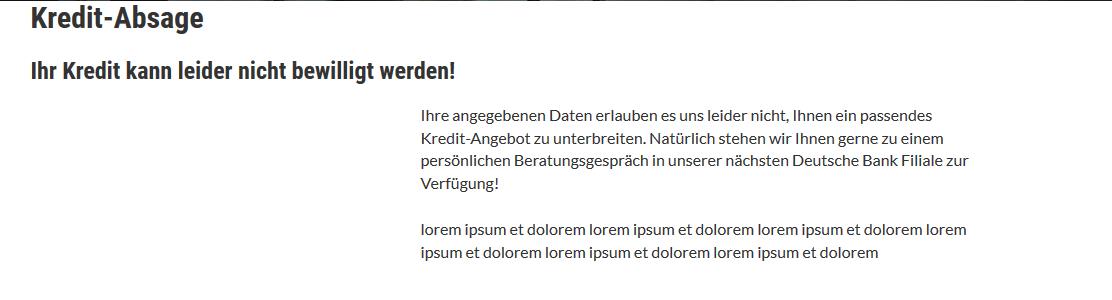 Kredit-Absage
Ihr Kredit kann leider nicht bewilligt werden!
Ihre angegebenen Daten erlauben es uns leider nicht, Ihnen ein passendes
Kredit-Angebot zu unterbreiten. Natürlich stehen wir Ihnen gerne zu einem
persönlichen Beratungsgespräch in unserer nächsten Deutsche Bank Filiale zur
Verfügung!
lorem ipsum et dolorem lorem ipsum et dolorem lorem ipsum et dolorem lorem
ipsum et dolorem lorem ipsum et dolorem lorem ipsum et dolorem